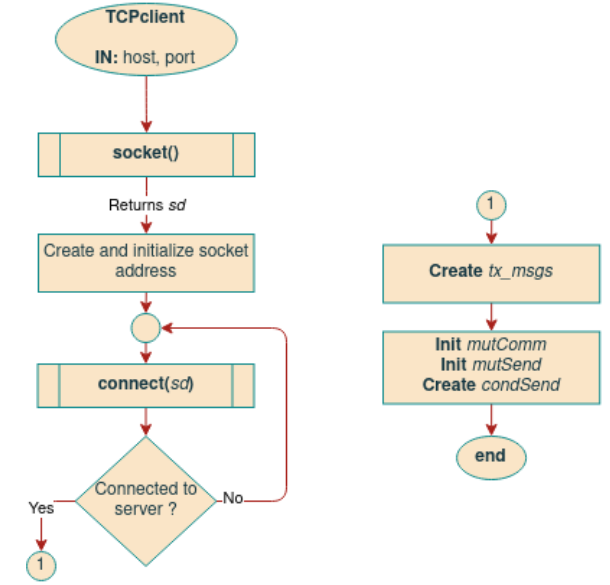 TCPclient
IN: host, port
socket()
Returns sd
Create and initialize socket
address
connect(sd)
Connected to
server ?
No
Yes
1
1
Create tx_msgs
Init mutComm
Init mutSend
Create condSend
end